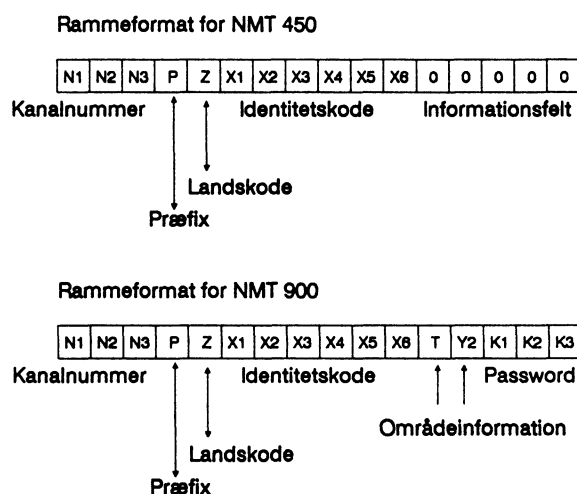 Rammeformat for NMT 450
N1 N2 N3 P Z X1 X2 X3 X4 X5 X6 0 0 0 0 0
Kanalnummer Identitetskode Informationsfelt
Landskode
Præfix
Rammeformat for NMT 900
N1 N2 N3 P Z X1 X2 X3 X4 X5 X6 T Y2 K1 K2 K3
Kanalnummer Identitetskode Password
Områdeinformation
Landskode
Præfix